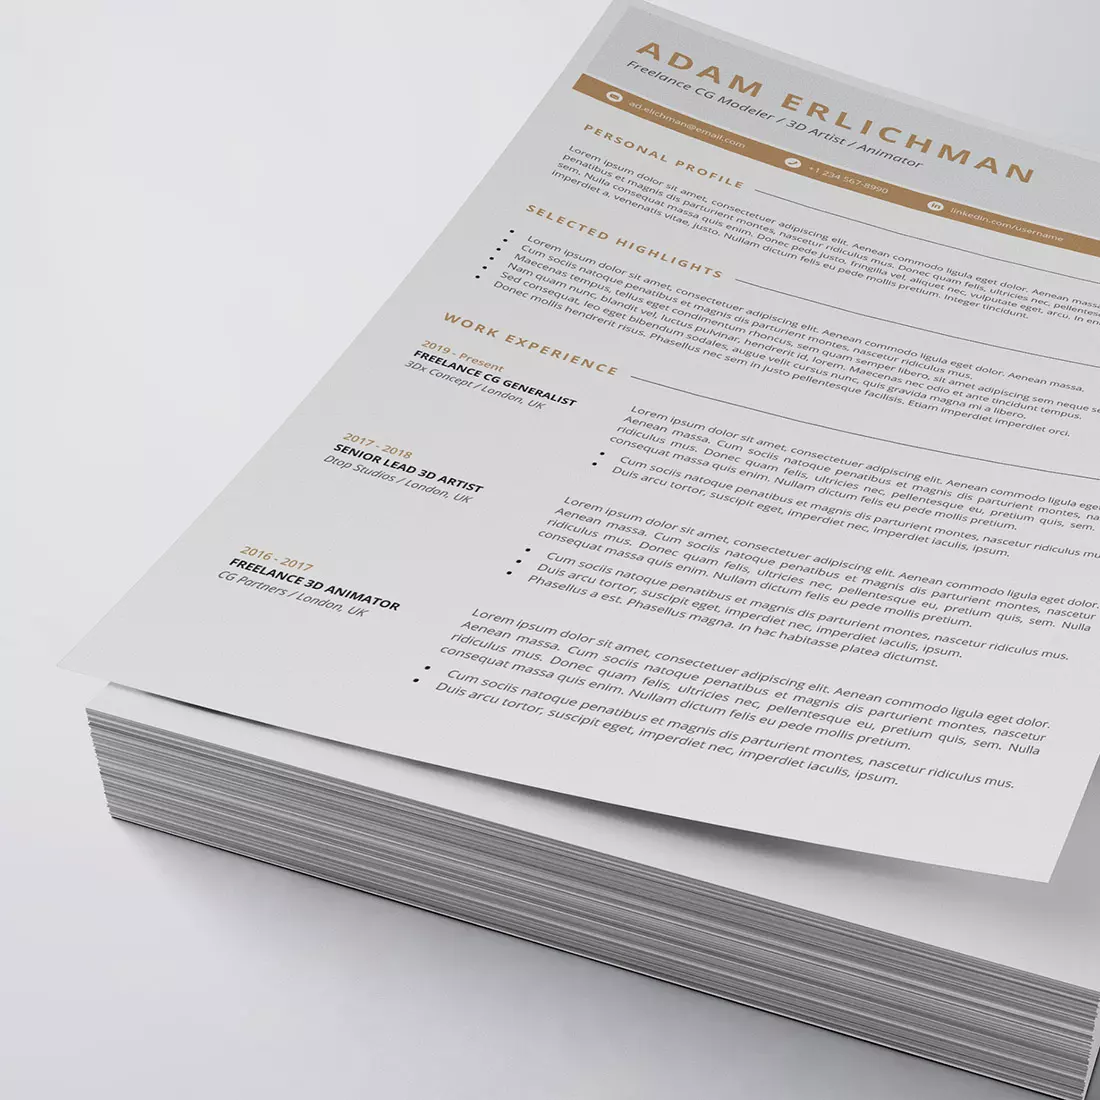 ADAM ERLICHMAN
Freelance CG Modeler / 3D Artist / Animator
ad.elichman@email.com
+1 234 567-8990
linkedin.com/username
PERSONAL PROFILE
Lorem ipsum dolor sit amet, consectetuer adipiscing elit. Aenean commodo ligula eget dolor. Aenean massa
penatibus et magnis dis parturient montes, nascetur ridiculus mus. Donec quam felis, ultricies nec,
sem. Nulla consequat massa quis enim. Donec pede justo, fringilla vel, aliquet nec, vulputate eget, arcu. In
imperdiet a, venenatis vitae, justo. Nullam dictum felis eu pede mollis pretium. Integer tincidunt.
SELECTED HIGHLIGHTS
• Lorem ipsum dolor sit amet, consectetuer adipiscing elit. Aenean commodo ligula eget dolor. Aenean massa.
• Cum sociis natoque penatibus et magnis dis parturient montes, nascetur ridiculus mus.
• Maecenas tempus, tellus eget condimentum rhoncus, sem quam semper libero, sit amet adipiscing sem neque
• Nam quam nunc, blandit vel, luctus pulvinar, hendrerit id, lorem. Maecenas nec odio et ante tincidunt tempus.
• Sed consequat, leo eget bibendum sodales, augue velit cursus nunc, quis gravida magna mi a libero.
• Donec mollis hendrerit risus. Phasellus nec sem in justo pellentesque facilisis. Etiam imperdiet imperdiet orci.
WORK EXPERIENCE
2019 - Present
FREELANCE CG GENERALIST
3Dx Concept / London, UK
Lorem ipsum dolor sit amet, consectetuer adipiscing elit. Aenean commodo ligula
Aenean massa. Cum sociis natoque penatibus et magnis dis parturient montes,
ridiculus mus. Donec quam felis, ultricies nec, pellentesque eu, pretium quis, sem.
consequat massa quis enim. Nullam dictum felis eu pede mollis pretium.
• Cum sociis natoque penatibus et magnis dis parturient montes, nascetur ridiculus
• Duis arcu tortor, suscipit eget, imperdiet nec, imperdiet iaculis, ipsum.
2017 - 2018
SENIOR LEAD 3D ARTIST
Dtop Studios / London, UK
Lorem ipsum dolor sit amet, consectetuer adipiscing elit. Aenean commodo ligula eget dolor.
Aenean massa. Cum sociis natoque penatibus et magnis dis parturient montes, nascetur
ridiculus mus. Donec quam felis, ultricies nec, pellentesque eu, pretium quis, sem. Nulla
consequat massa quis enim. Nullam dictum felis eu pede mollis pretium.
• Cum sociis natoque penatibus et magnis dis parturient montes, nascetur ridiculus mus.
• Duis arcu tortor, suscipit eget, imperdiet nec, imperdiet iaculis, ipsum.
• Phasellus a est. Phasellus magna. In hac habitasse platea dictumst.
2016 - 2017
FREELANCE 3D ANIMATOR
CG Partners / London, UK
Lorem ipsum dolor sit amet, consectetuer adipiscing elit. Aenean commodo ligula eget dolor.
Aenean massa. Cum sociis natoque penatibus et magnis dis parturient montes, nascetur
ridiculus mus. Donec quam felis, ultricies nec, pellentesque eu, pretium quis, sem. Nulla
consequat massa quis enim. Nullam dictum felis eu pede mollis pretium.
• Cum sociis natoque penatibus et magnis dis parturient montes, nascetur ridiculus mus.
• Duis arcu tortor, suscipit eget, imperdiet nec, imperdiet iaculis, ipsum.